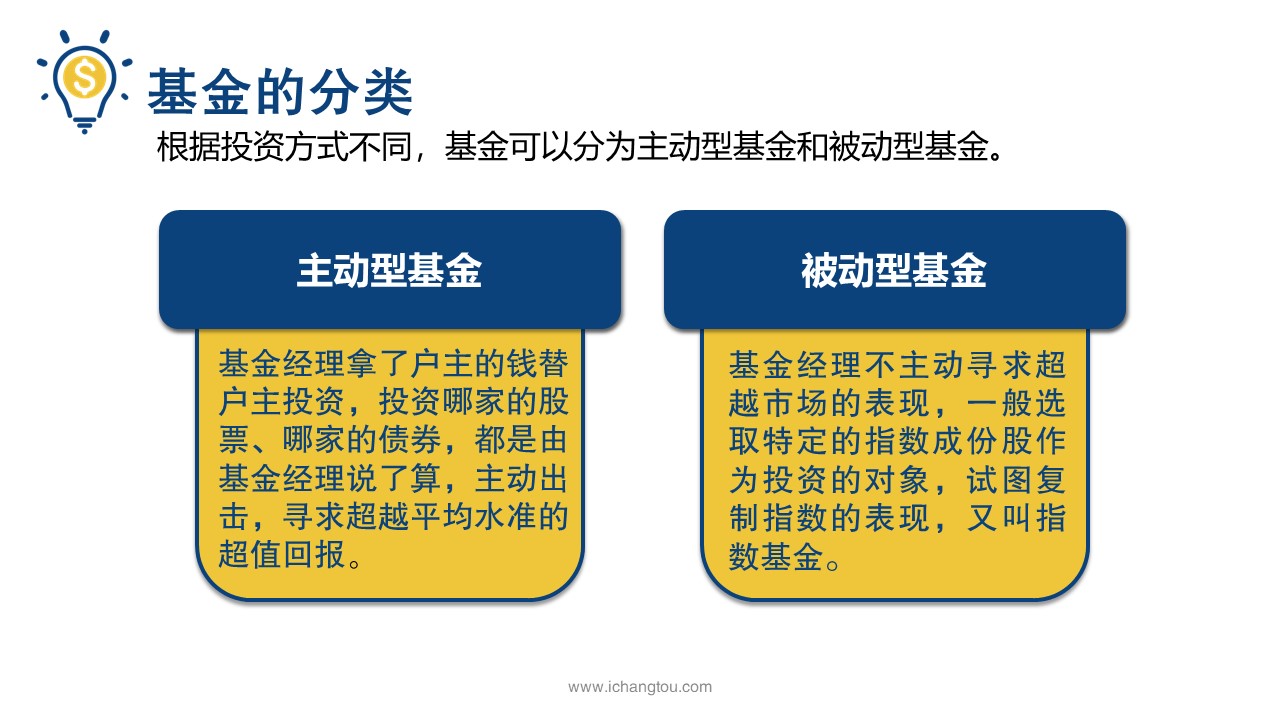 基金的分类
根据投资方式不同，基金可以分为主动型基金和被动型基金。
主动型基金
基金经理拿了户主的钱替
户主投资，投资哪家的股
票、哪家的债券，都是由
基金经理说了算，主动出
击，寻求超越平均水准的
超值回报。
被动型基金
基金经理不主动寻求超
越市场的表现，一般选
取特定的指数成份股作
为投资的对象，试图复
制指数的表现，又叫指
数基金。
www.ichangtou.com